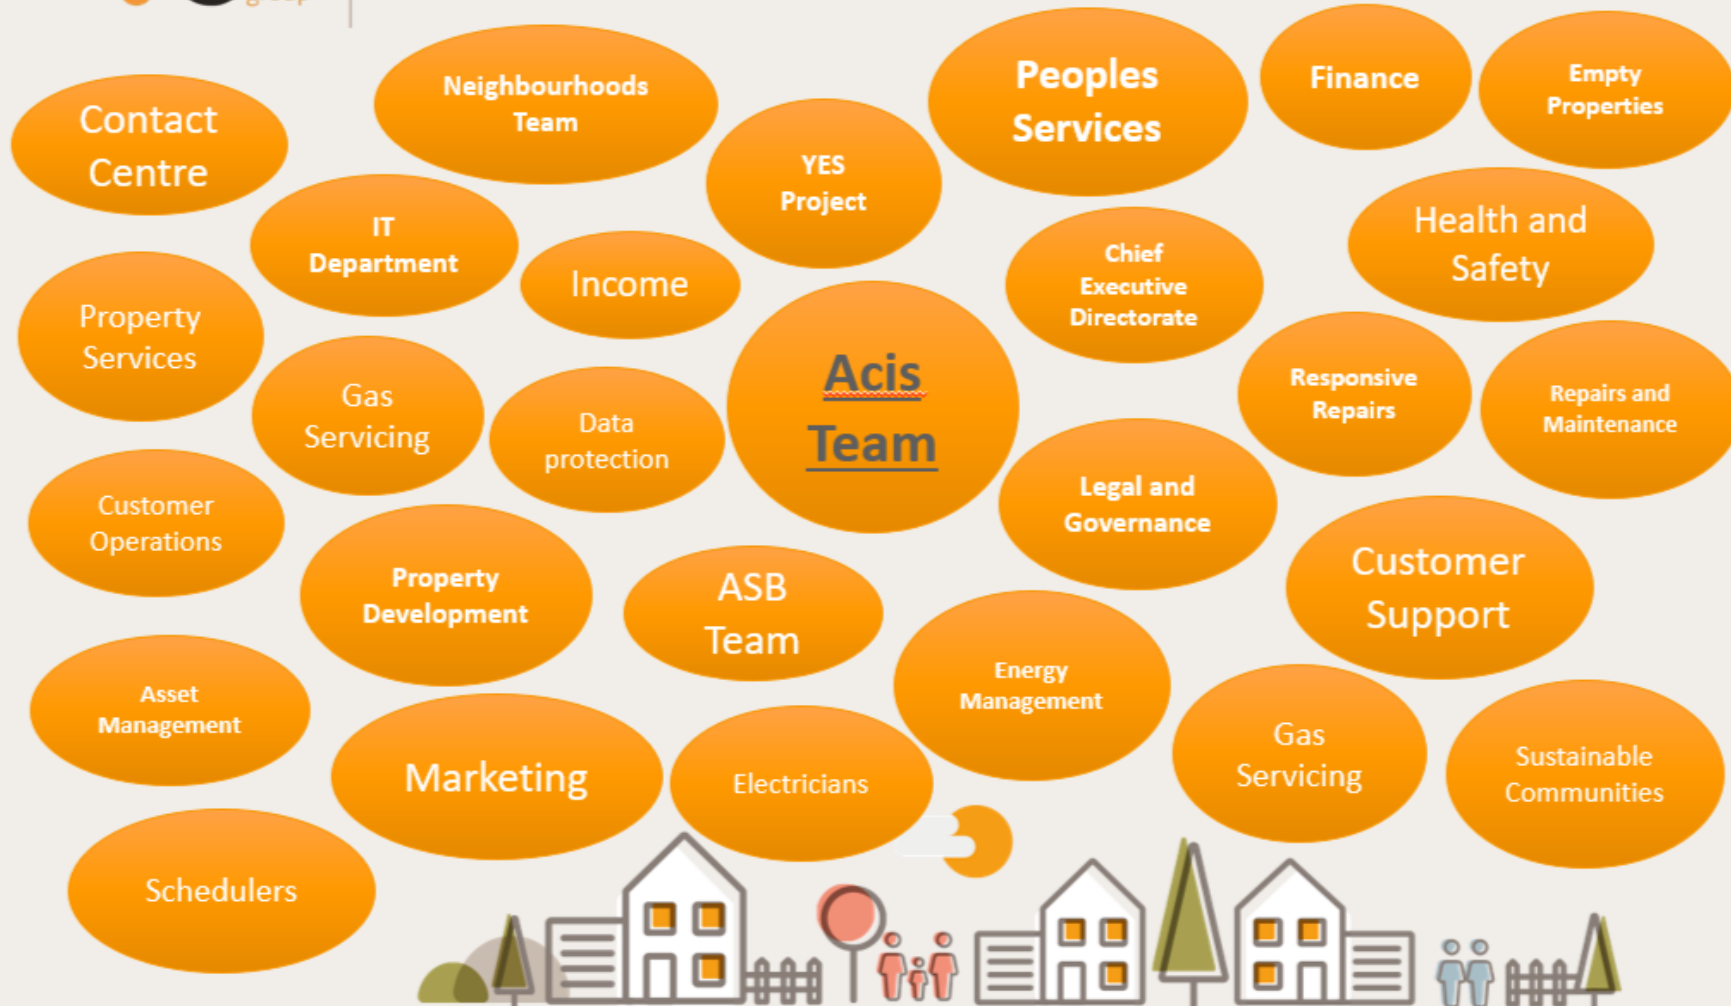 group
Contact
Centre
Neighbourhoods
Team
Peoples
Services
Finance
Empty
Properties
YES
Project
IT
Department
Income
Chief
Executive
Directorate
Health and
Safety
Property
Services
Gas
Servicing
Data
protection
Acis
Team
Responsive
Repairs
Repairs and
Maintenance
Customer
Operations
Property
Development
ASB
Team
Legal and
Governance
Customer
Support
Asset
Management
Marketing
Electricians
Energy
Management
Gas
Servicing
Sustainable
Communities
Schedulers